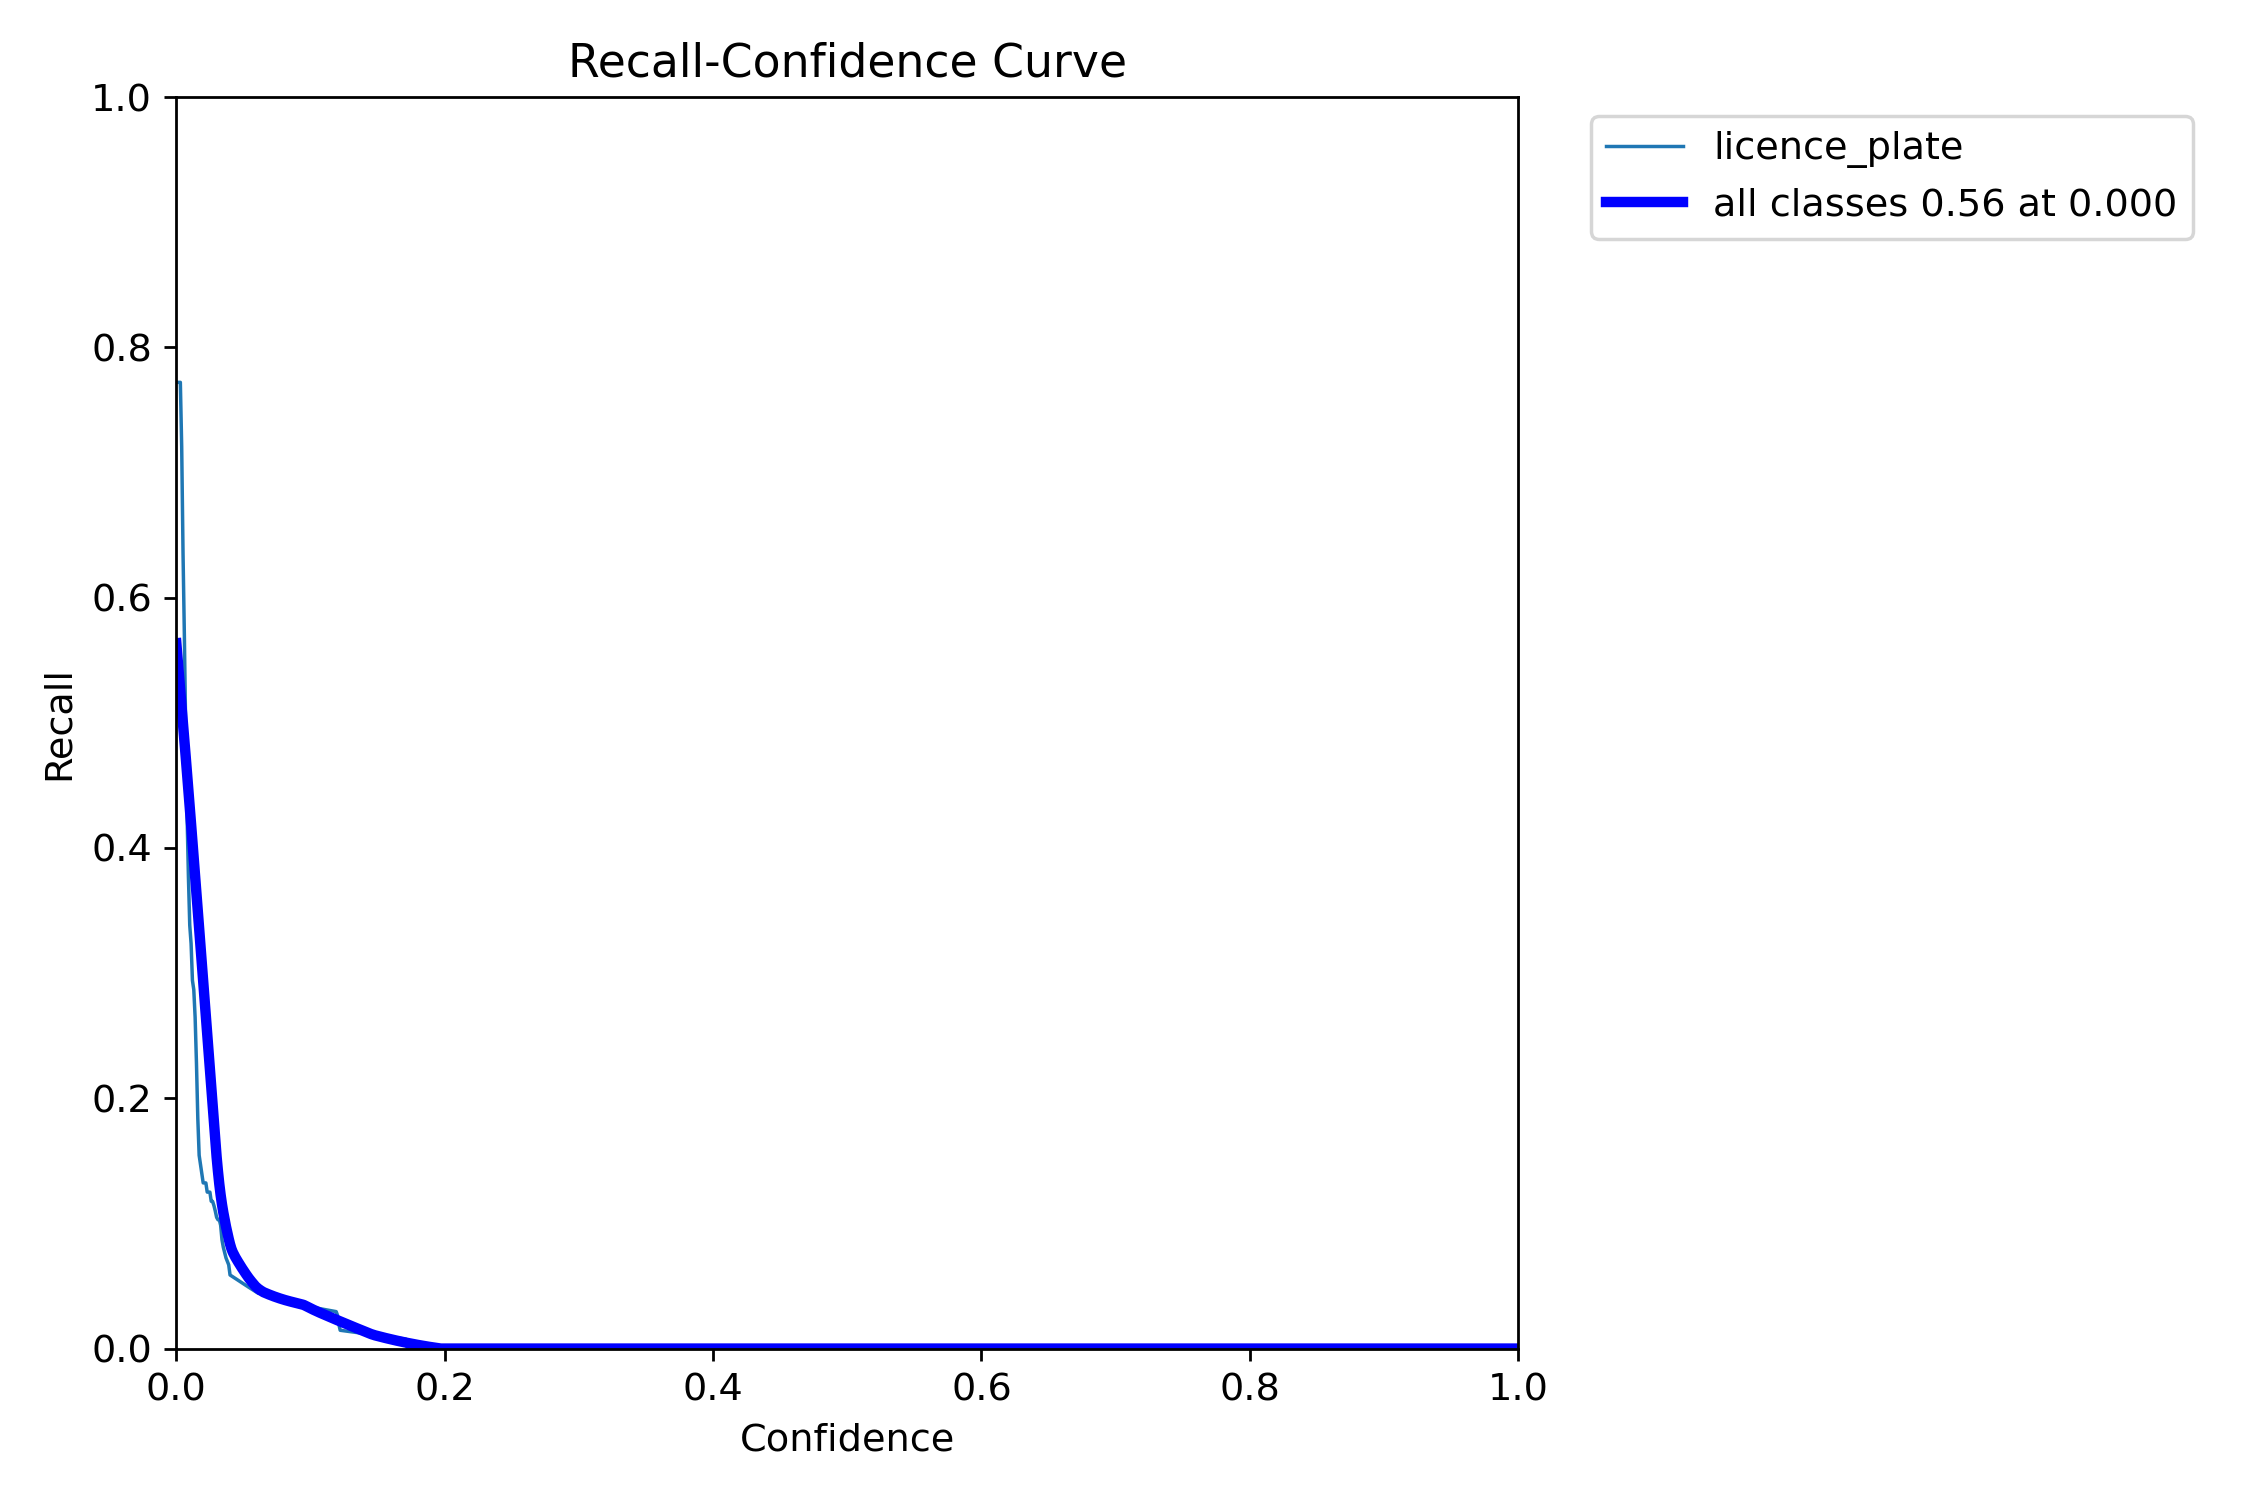 Recall-Confidence Curve
licence_plate
all classes 0.56 at 0.000
1.0
0.8
0.6
0.4
0.2
0.0
Recall
0.0 0.2 0.4 0.6 0.8 1.0
Confidence